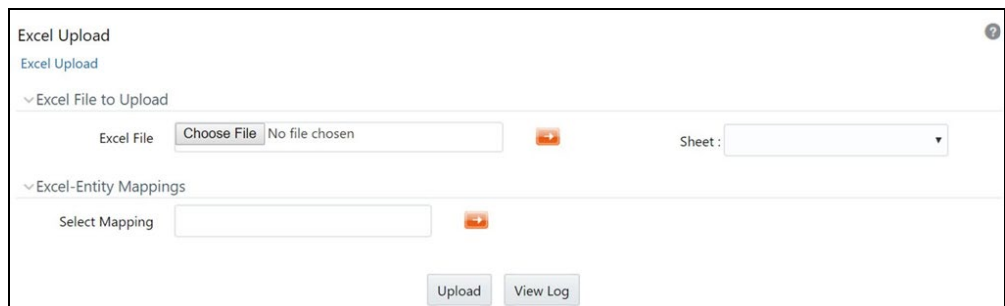 Excel Upload
Excel Upload
Excel File to Upload
Excel File Choose File No file chosen Sheet :
Excel-Entity Mappings
Select Mapping
Upload View Log